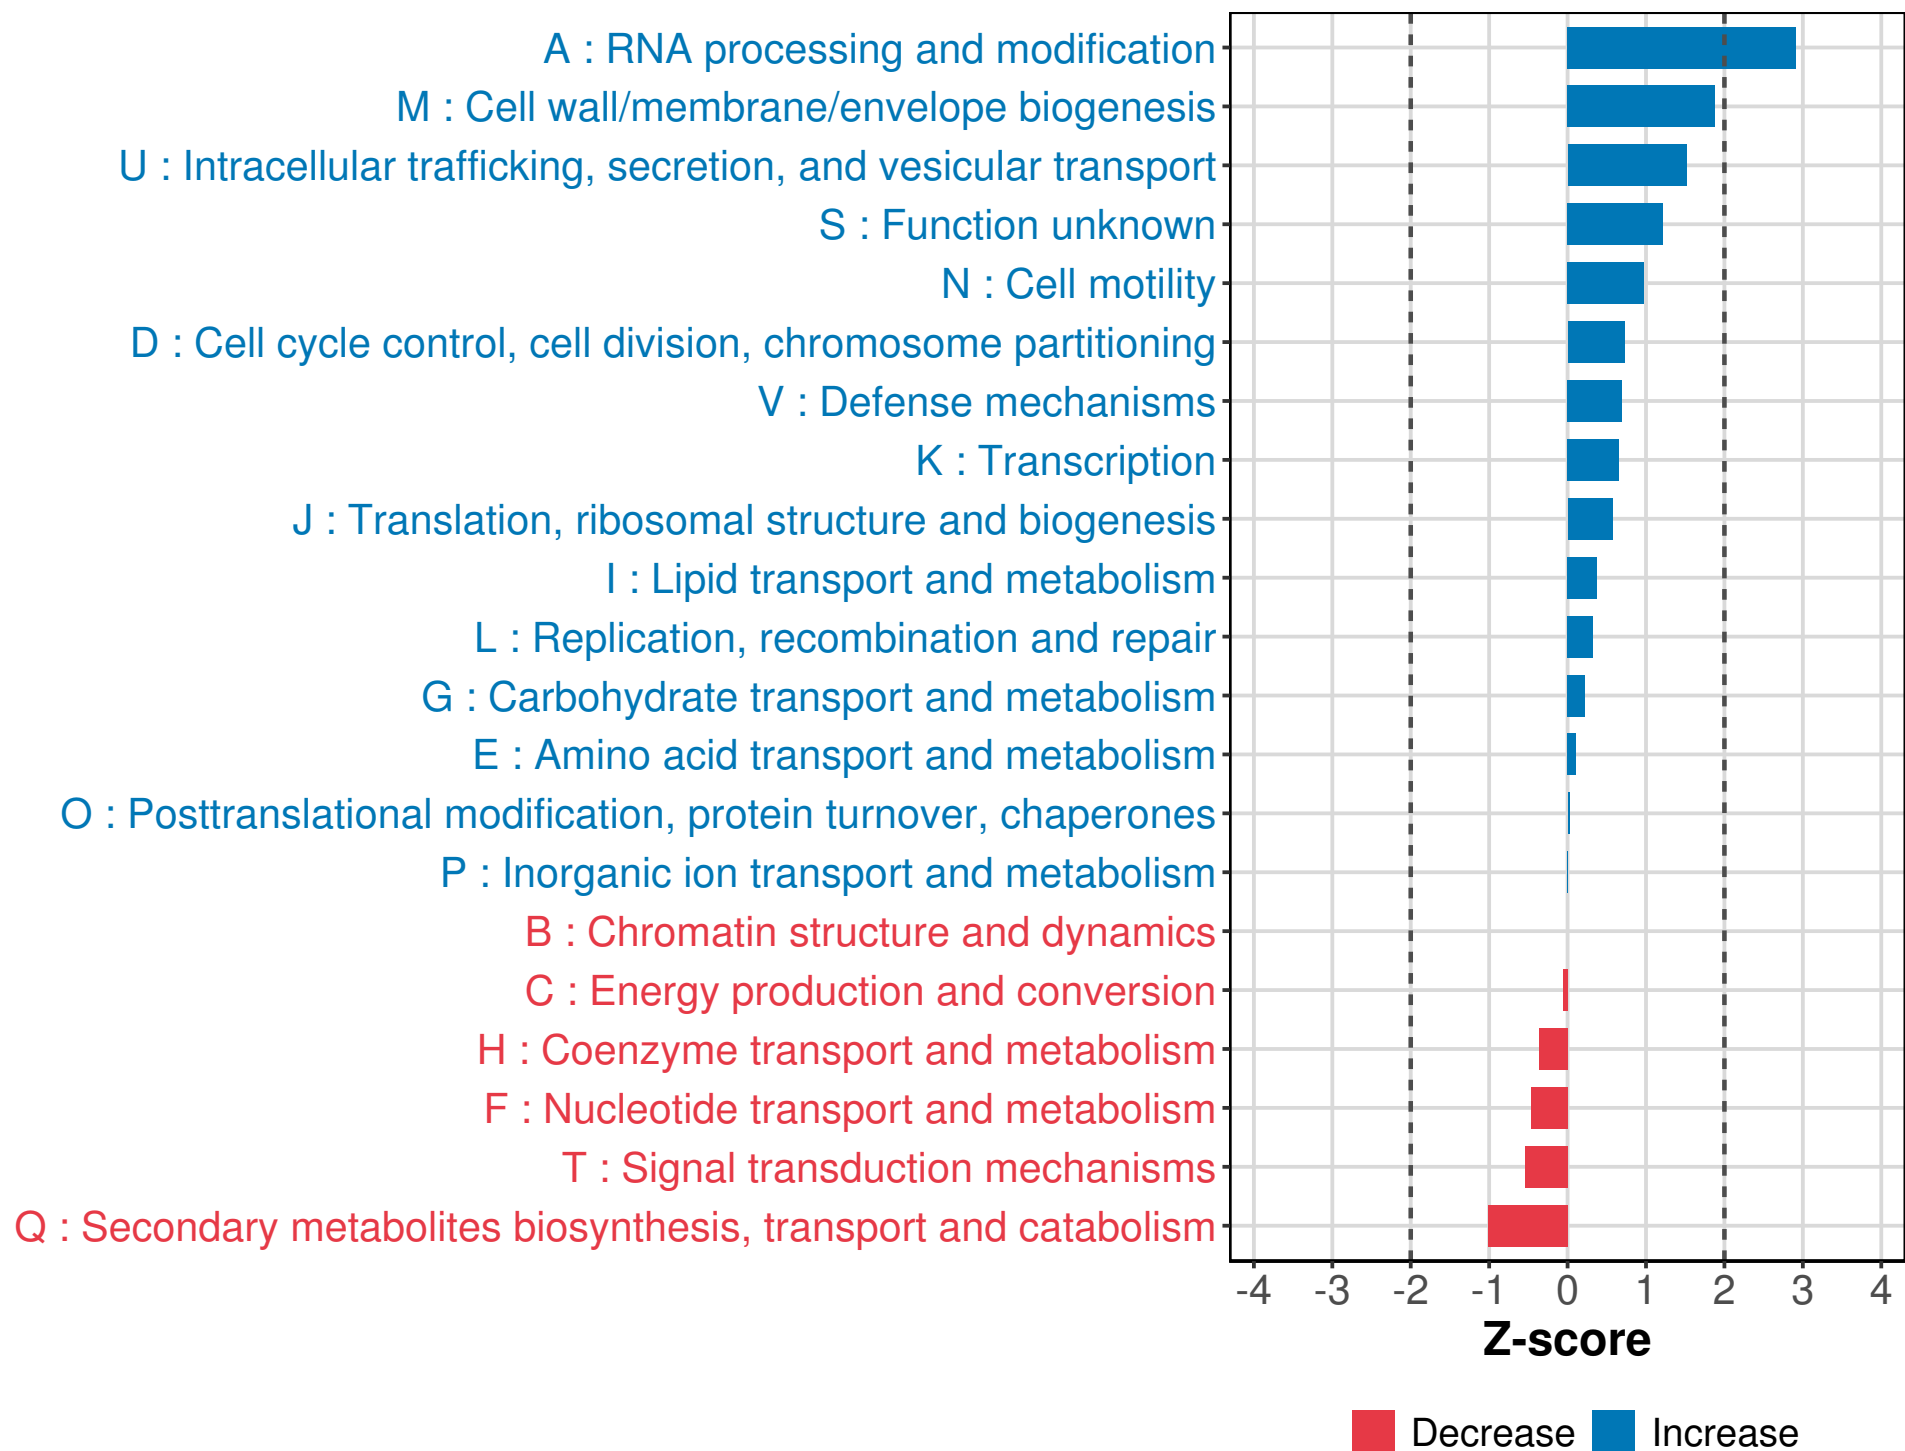 A : RNA processing and modification
M : Cell wall/membrane/envelope biogenesis
U : Intracellular trafficking, secretion, and vesicular transport
S : Function unknown
N : Cell motility
D : Cell cycle control, cell division, chromosome partitioning
V : Defense mechanisms
K : Transcription
J : Translation, ribosomal structure and biogenesis
I : Lipid transport and metabolism
L : Replication, recombination and repair
G : Carbohydrate transport and metabolism
E : Amino acid transport and metabolism
O : Posttranslational modification, protein turnover, chaperones
P : Inorganic ion transport and metabolism
B : Chromatin structure and dynamics
C : Energy production and conversion
H : Coenzyme transport and metabolism
F : Nucleotide transport and metabolism
T : Signal transduction mechanisms
Q : Secondary metabolites biosynthesis, transport and catabolism
-4 -3 -2 -1 0 1 2 3 4
Z-score
Decrease Increase